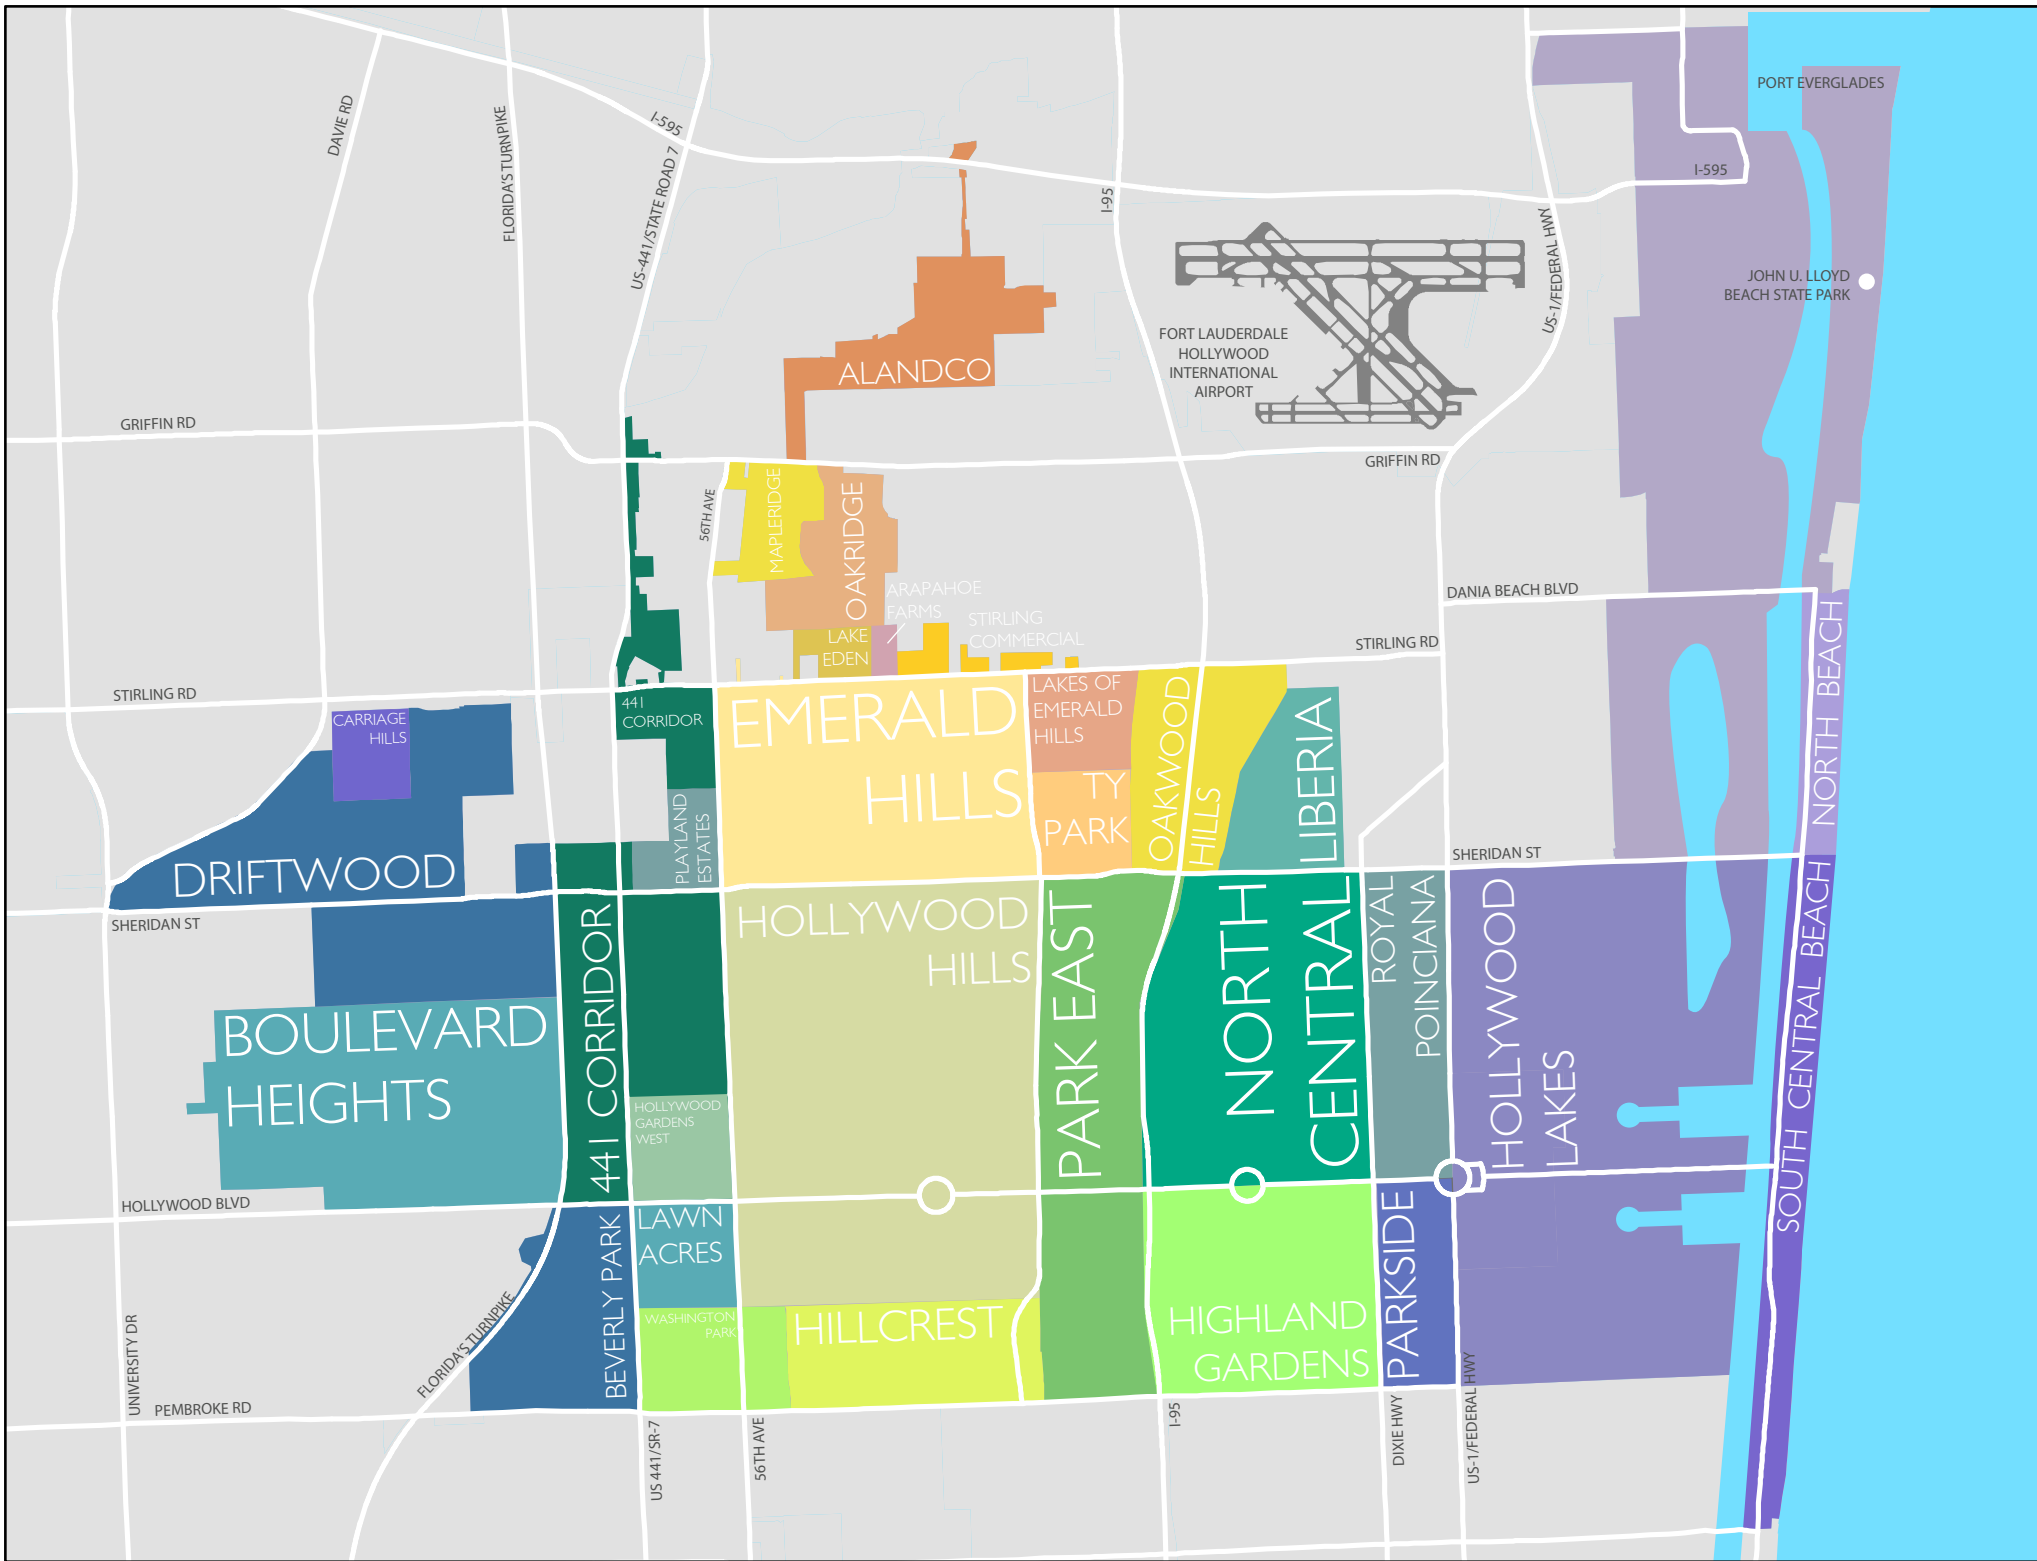 PORT EVERGLADES
DAVIE RD
FLORIDA'S TURNPIKE
I-595
US-441/STATE ROAD 7
I-95
I-595
US-1/FEDERAL HWY
JOHN U. LLOYD
BEACH STATE PARK
FORT LAUDERDALE
HOLLYWOOD
INTERNATIONAL
AIRPORT
ALANDCO
GRIFFIN RD
GRIFFIN RD
56TH AVE
MAPLERIDGE
OAKRIDGE
ARAPAHOE
FARMS
STIRLING
COMMERCIAL
LAKE
EDEN
DANIA BEACH BLVD
STIRLING RD
STIRLING RD
NORTH BEACH
NORTH BEACH
CARRIAGE
HILLS
441
CORRIDOR
EMERALD
HILLS
LAKES OF
EMERALD
HILLS
TY
PARK
OAKWOOD
HILLS
LIBERIA
PLAYLAND
ESTATES
DRIFTWOOD
SHERIDAN ST
SHERIDAN ST
HOLLYWOOD
HILLS
PARK EAST
NORTH
CENTRAL
ROYAL
POINCIANA
HOLLYWOOD
LAKES
SOUTH CENTRAL BEACH
441 CORRIDOR
BOULEVARD
HEIGHTS
HOLLYWOOD
GARDENS
WEST
HOLLYWOOD BLVD
LAWN
ACRES
BEVERLY PARK
WASHINGTON
PARK
HILLCREST
HIGHLAND
GARDENS
PARKSIDE
UNIVERSITY DR
FLORIDA'S TURNPIKE
PEMBROKE RD
US 441/SR-7
56TH AVE
I-95
DIXIE HWY
US-1/FEDERAL HWY